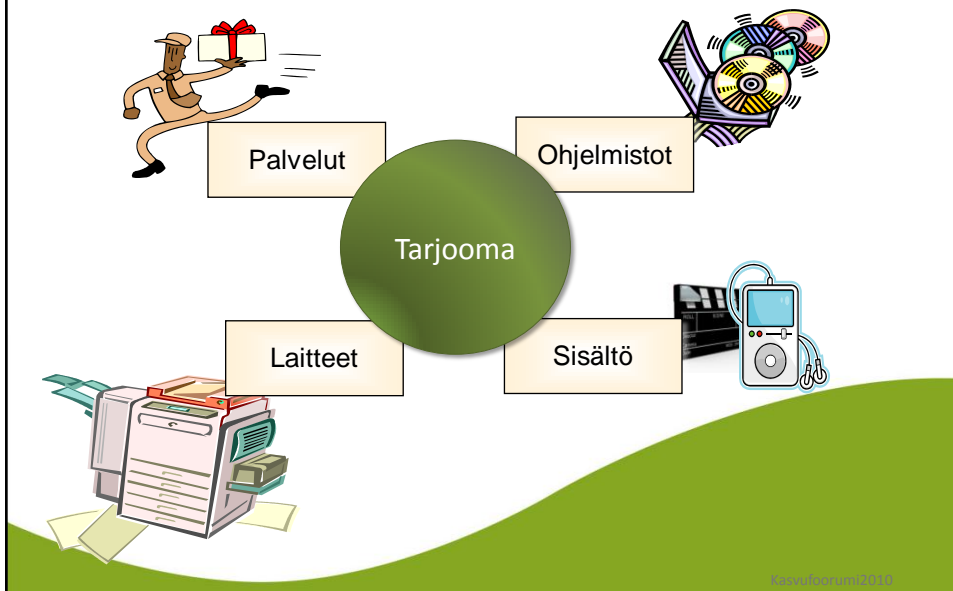 Palvelut
Ohjelmistot
Tarjooma
Laitteet
Sisältö
Kasvufoorumi2010